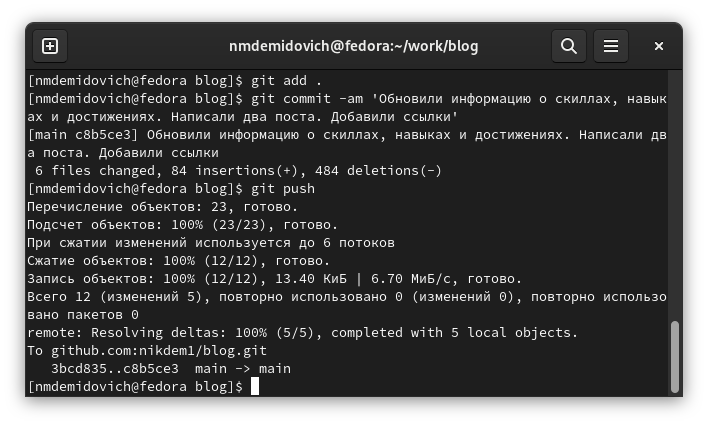 nmdemidovich@fedora:~/work/blog
[nmdemidovich@fedora blog]$ git add .
[nmdemidovich@fedora blog]$ git commit -am 'Обновили информацию о скиллах, навык
ах и достижениях. Написали два поста. Добавили ссылки'
[main c8b5ce3] Обновили информацию о скиллах, навыках и достижениях. Написали дв
а поста. Добавили ссылки
 6 files changed, 84 insertions(+), 484 deletions(-)
[nmdemidovich@fedora blog]$ git push
Перечисление объектов: 23, готово.
Подсчет объектов: 100% (23/23), готово.
При сжатии изменений используется до 6 потоков
Сжатие объектов: 100% (12/12), готово.
Запись объектов: 100% (12/12), 13.40 КиБ | 6.70 МиБ/с, готово.
Всего 12 (изменений 5), повторно использовано 0 (изменений 0), повторно использо
вано пакетов 0
remote: Resolving deltas: 100% (5/5), completed with 5 local objects.
To github.com:nikdem1/blog.git
   3bcd835..c8b5ce3  main -> main
[nmdemidovich@fedora blog]$